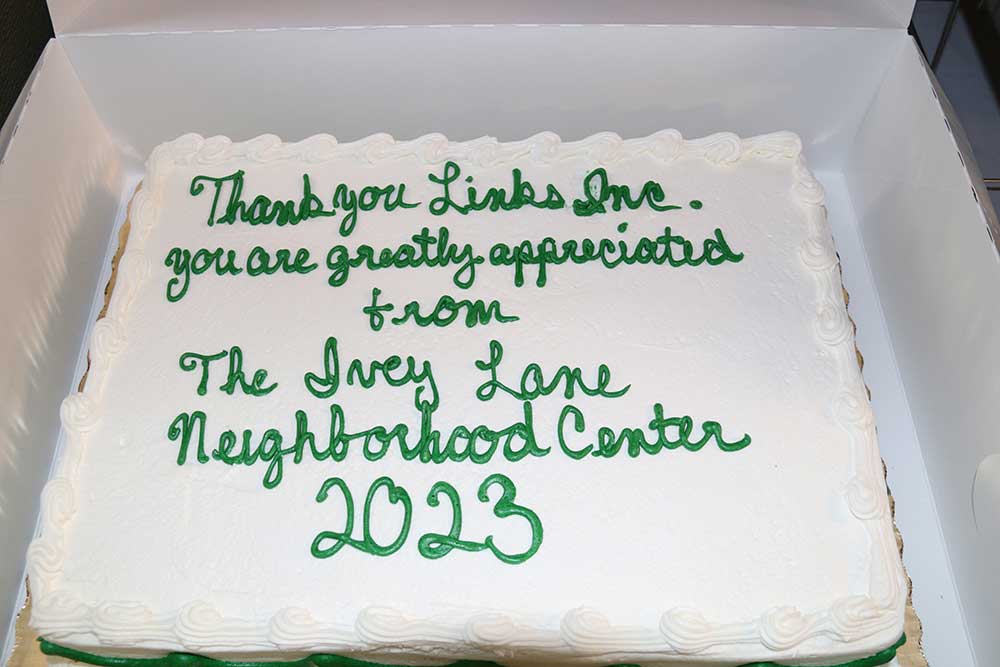 Thank you Links Inc.
you are greatly appreciated
from
The Ivey Lane
Neighborhood Center
2023